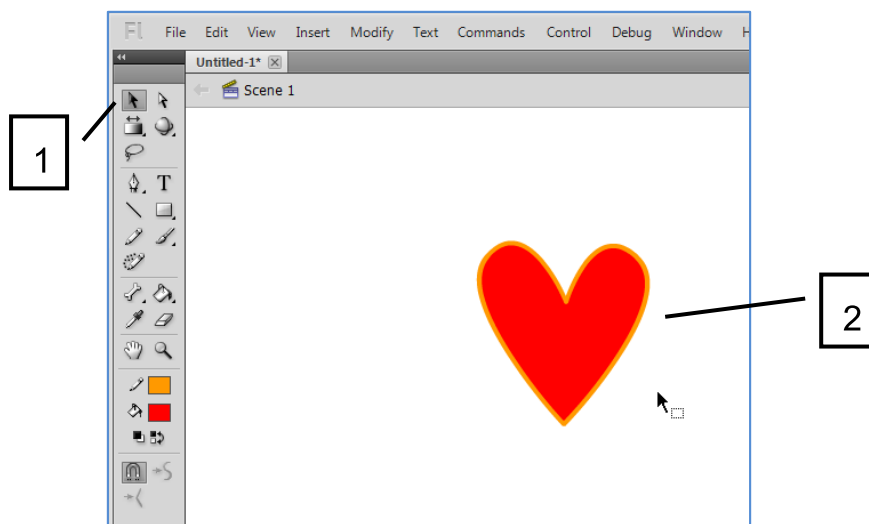 Fl File Edit View Insert Modify Text Commands Control Debug Window H
Untitled-1*
Scene 1
1
T
2